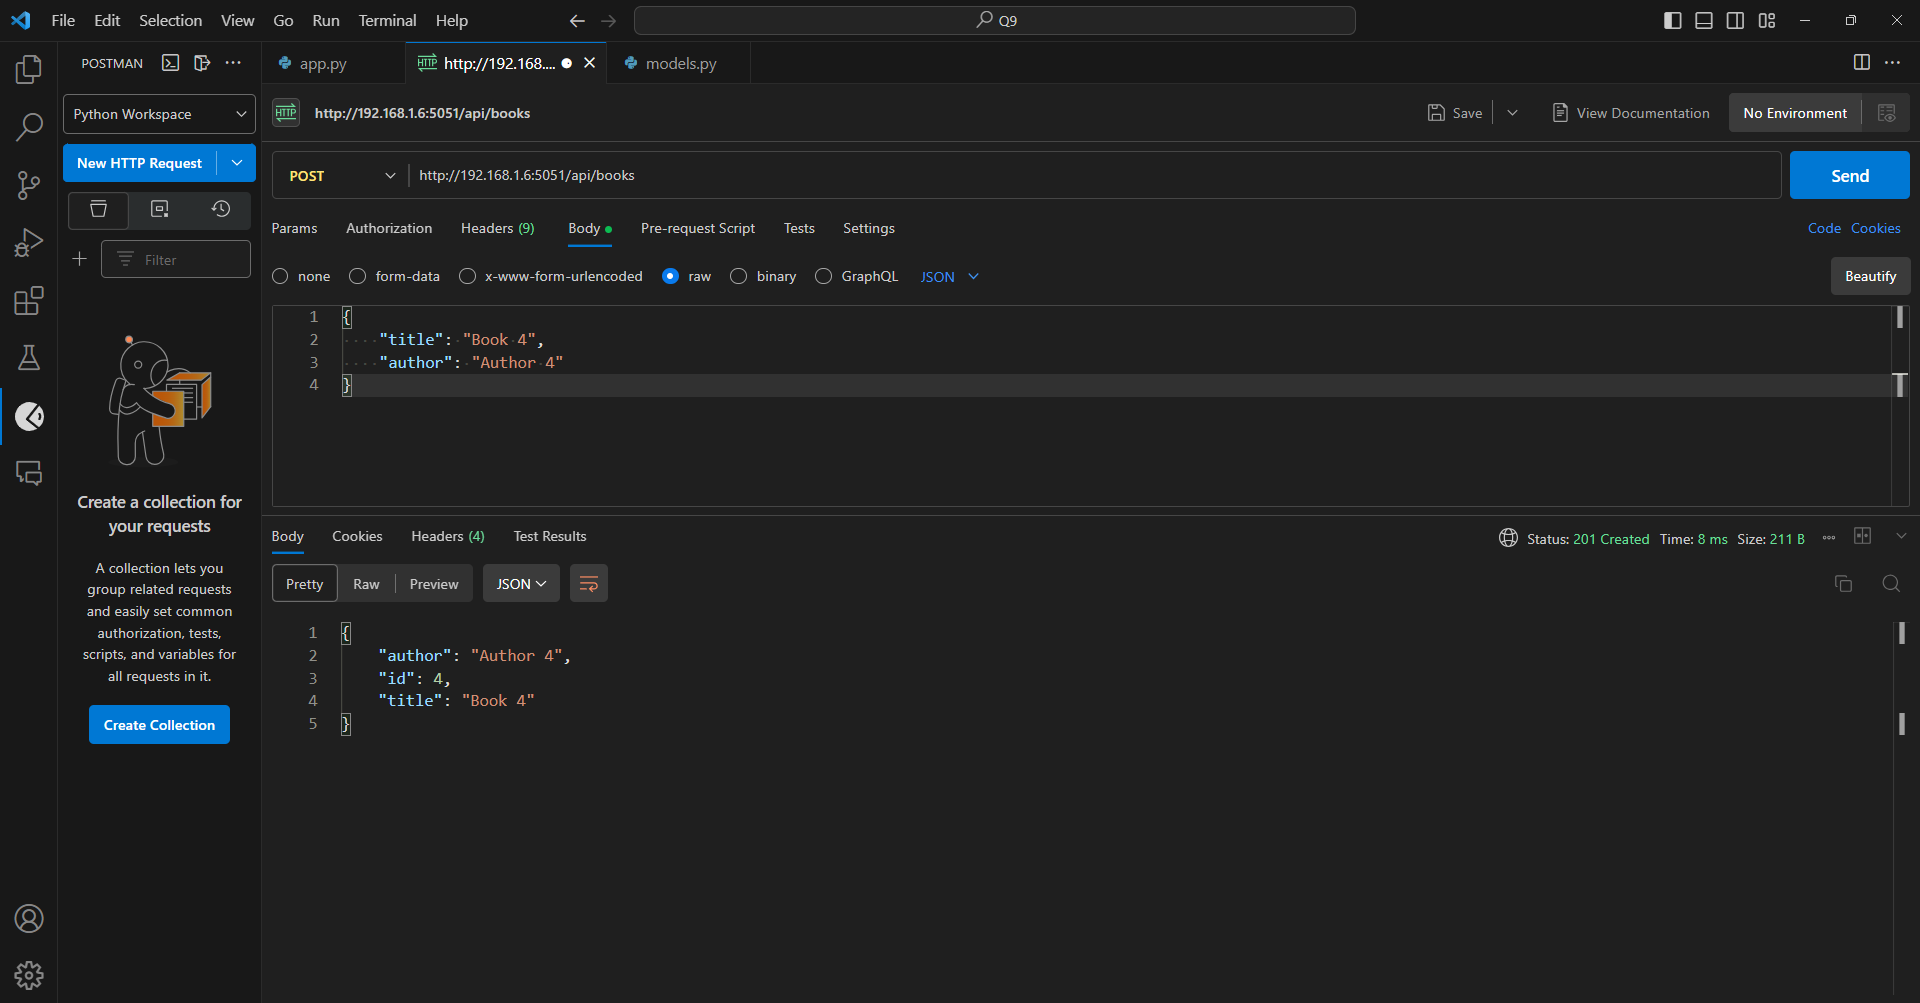 File Edit Selection View Go Run Terminal Help
Q9
POSTMAN
Python Workspace
New HTTP Request
Filter
Create a collection for
your requests
A collection lets you
group related requests
and easily set common
authorization, tests,
scripts, and variables for
all requests in it.
Create Collection
app.py
HTTP http://192.168....
models.py
HTTP http://192.168.1.6:5051/api/books
Save
View Documentation
No Environment
POST http://192.168.1.6:5051/api/books
Send
Params Authorization Headers (9) Body Pre-request Script Tests Settings
Code Cookies
none form-data x-www-form-urlencoded raw binary GraphQL JSON
Beautify
1 {
2 "title": "Book 4",
3 "author": "Author 4"
4 }
Body Cookies Headers (4) Test Results
Status: 201 Created Time: 8 ms Size: 211 B
Pretty Raw Preview JSON
1 {
2 "author": "Author 4",
3 "id": 4,
4 "title": "Book 4"
5 }